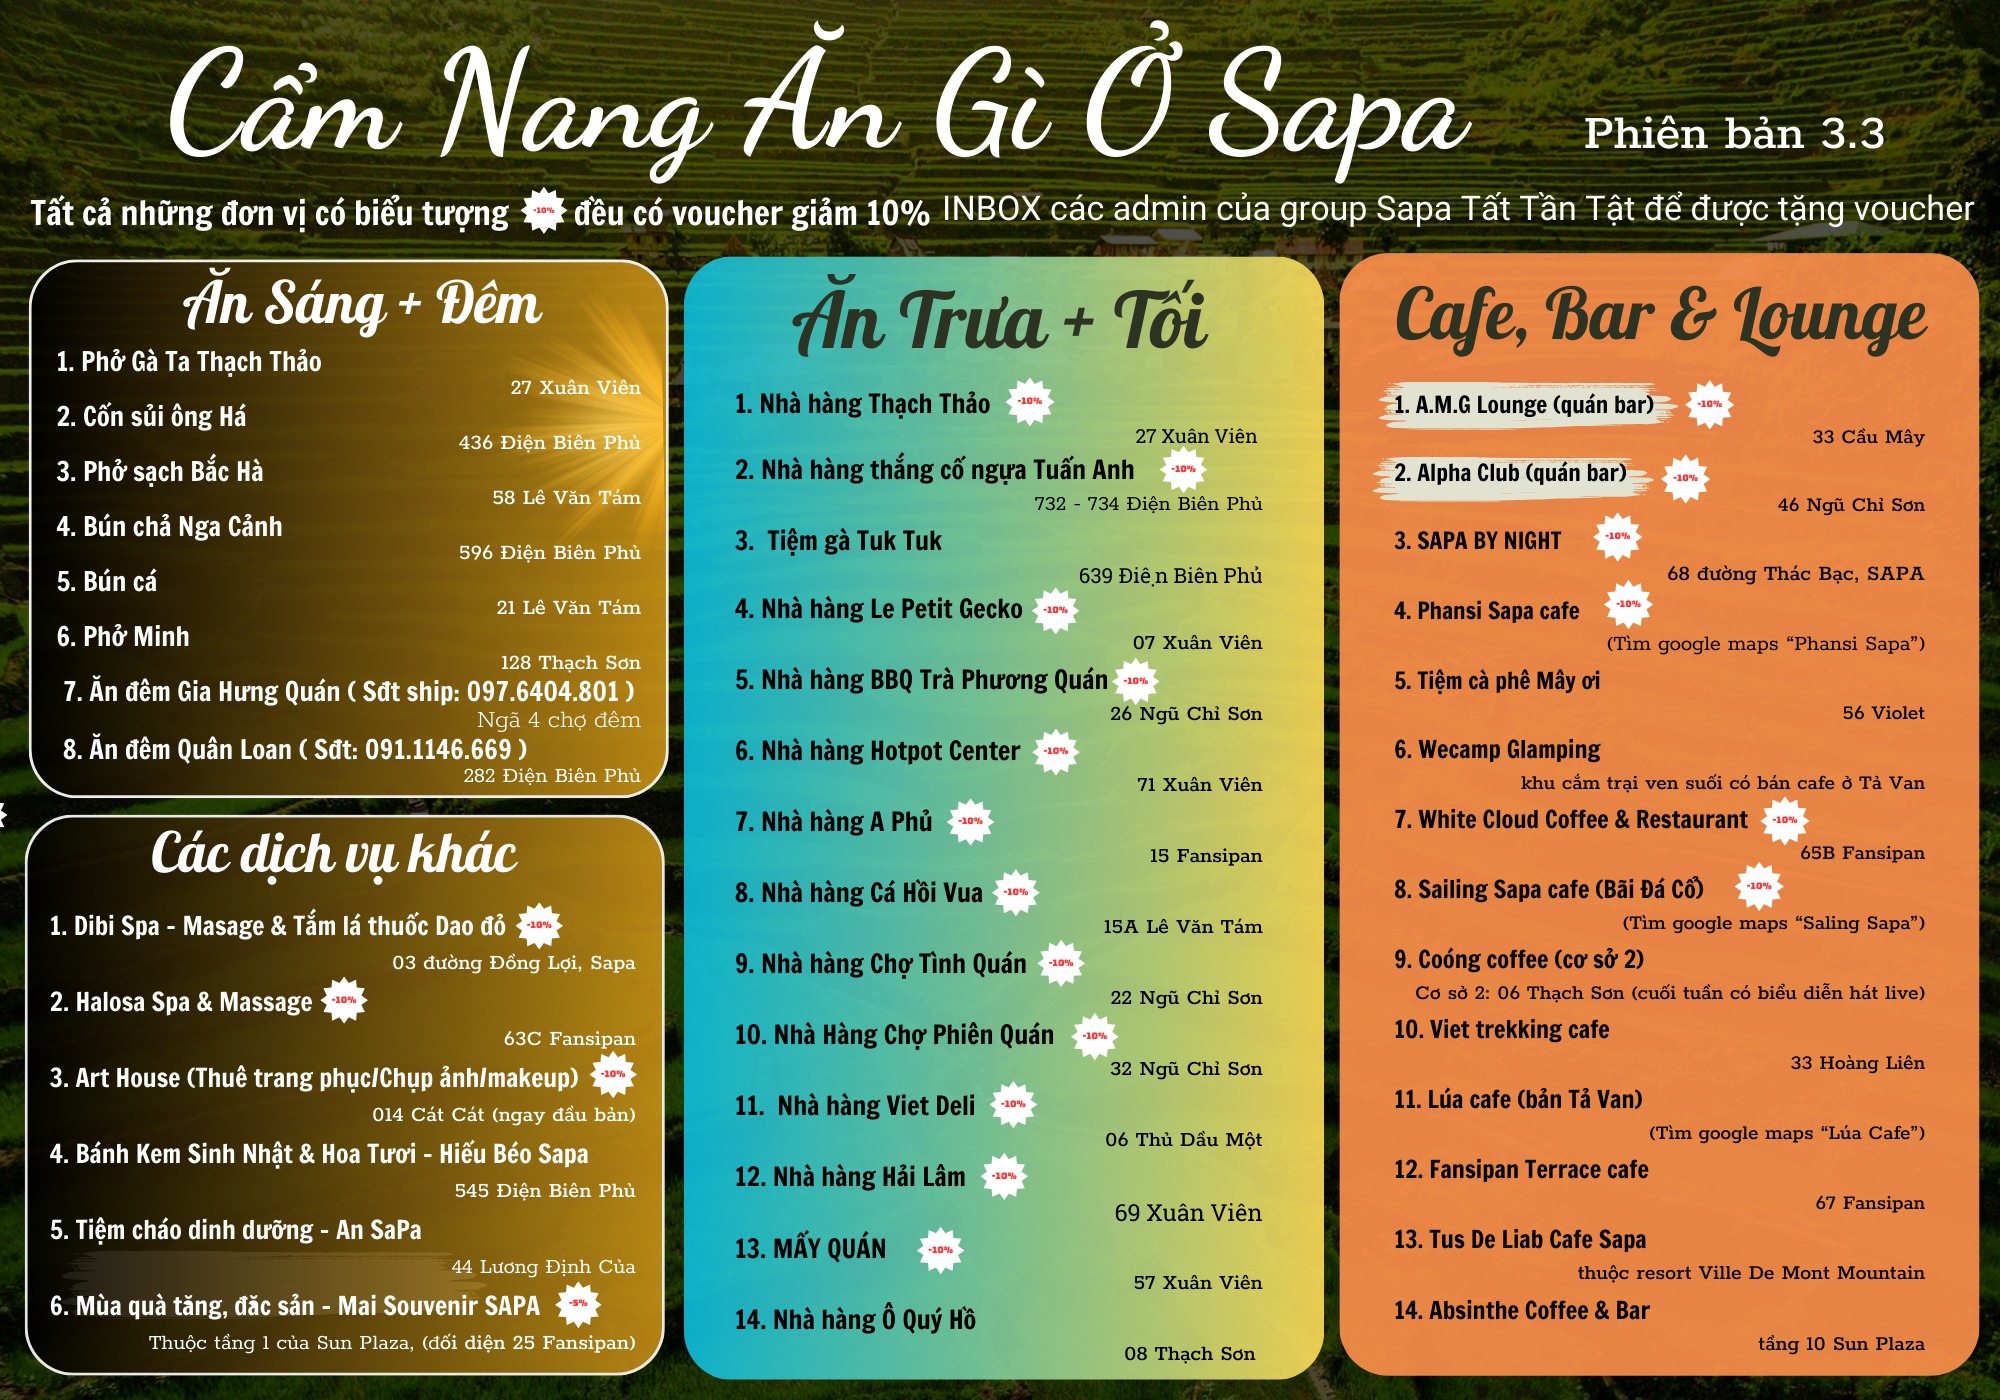 Cẩm Nang Ăn Gì Ở Sapa
Phiên bản 3.3
Tất cả những đơn vị có biểu tượng -10% đều có voucher giảm 10% INBOX các admin của group Sapa Tất Tần Tật để được tặng voucher
Ăn Sáng + Đêm
1. Phở Gà Ta Thạch Thảo
27 Xuân Viên
2. Cốn sủi ông Há
436 Điện Biên Phủ
3. Phở sạch Bắc Hà
58 Lê Văn Tám
4. Bún chả Nga Cảnh
596 Điện Biên Phủ
5. Bún cá
21 Lê Văn Tám
6. Phở Minh
128 Thạch Sơn
7. Ăn đêm Gia Hưng Quán ( Sđt ship: 097.6404.801 )
Ngã 4 chợ đêm
8. Ăn đêm Quân Loan ( Sđt: 091.1146.669 )
282 Điện Biên Phủ
Các dịch vụ khác
1. Dibi Spa - Masage & Tắm lá thuốc Dao đỏ -10%
03 đường Đồng Lợi, Sapa
2. Halosa Spa & Massage -10%
63C Fansipan
3. Art House (Thuê trang phục/Chụp ảnh/makeup) -10%
014 Cát Cát (ngay đầu bản)
4. Bánh Kem Sinh Nhật & Hoa Tươi - Hiếu Béo Sapa
545 Điện Biên Phủ
5. Tiệm cháo dinh dưỡng - An SaPa
44 Lương Định Của
6. Mùa quà tặng, đặc sản - Mai Souvenir SAPA -5%
Thuộc tầng 1 của Sun Plaza, (đối diện 25 Fansipan)
Ăn Trưa + Tối
1. Nhà hàng Thạch Thảo -10%
27 Xuân Viên
2. Nhà hàng thắng cố ngựa Tuấn Anh -10%
732 - 734 Điện Biên Phủ
3. Tiệm gà Tuk Tuk
639 Điện Biên Phủ
4. Nhà hàng Le Petit Gecko -10%
07 Xuân Viên
5. Nhà hàng BBQ Trà Phương Quán -10%
26 Ngũ Chỉ Sơn
6. Nhà hàng Hotpot Center -10%
71 Xuân Viên
7. Nhà hàng A Phủ -10%
15 Fansipan
8. Nhà hàng Cá Hồi Vua -10%
15A Lê Văn Tám
9. Nhà hàng Chợ Tình Quán -10%
22 Ngũ Chỉ Sơn
10. Nhà Hàng Chợ Phiên Quán -10%
32 Ngũ Chỉ Sơn
11. Nhà hàng Viet Deli -10%
06 Thủ Dầu Một
12. Nhà hàng Hải Lâm -10%
69 Xuân Viên
13. MẤY QUÁN -10%
57 Xuân Viên
14. Nhà hàng Ô Quý Hồ
08 Thạch Sơn
Cafe, Bar & Lounge
1. A.M.G Lounge (quán bar) -10%
33 Cầu Mây
2. Alpha Club (quán bar) -10%
46 Ngũ Chỉ Sơn
3. SAPA BY NIGHT -10%
68 đường Thác Bạc, SAPA
4. Phansi Sapa cafe -10%
(Tìm google maps “Phansi Sapa”)
5. Tiệm cà phê Mây ơi
56 Violet
6. Wecamp Glamping
khu cắm trại ven suối có bán cafe ở Tả Van
7. White Cloud Coffee & Restaurant -10%
65B Fansipan
8. Sailing Sapa cafe (Bãi Đá Cổ) -10%
(Tìm google maps “Saling Sapa”)
9. Coóng coffee (cơ sở 2)
Cơ sở 2: 06 Thạch Sơn (cuối tuần có biểu diễn hát live)
10. Viet trekking cafe
33 Hoàng Liên
11. Lúa cafe (bản Tả Van)
(Tìm google maps “Lúa Cafe”)
12. Fansipan Terrace cafe
67 Fansipan
13. Tus De Liab Cafe Sapa
thuộc resort Ville De Mont Mountain
14. Absinthe Coffee & Bar
tầng 10 Sun Plaza